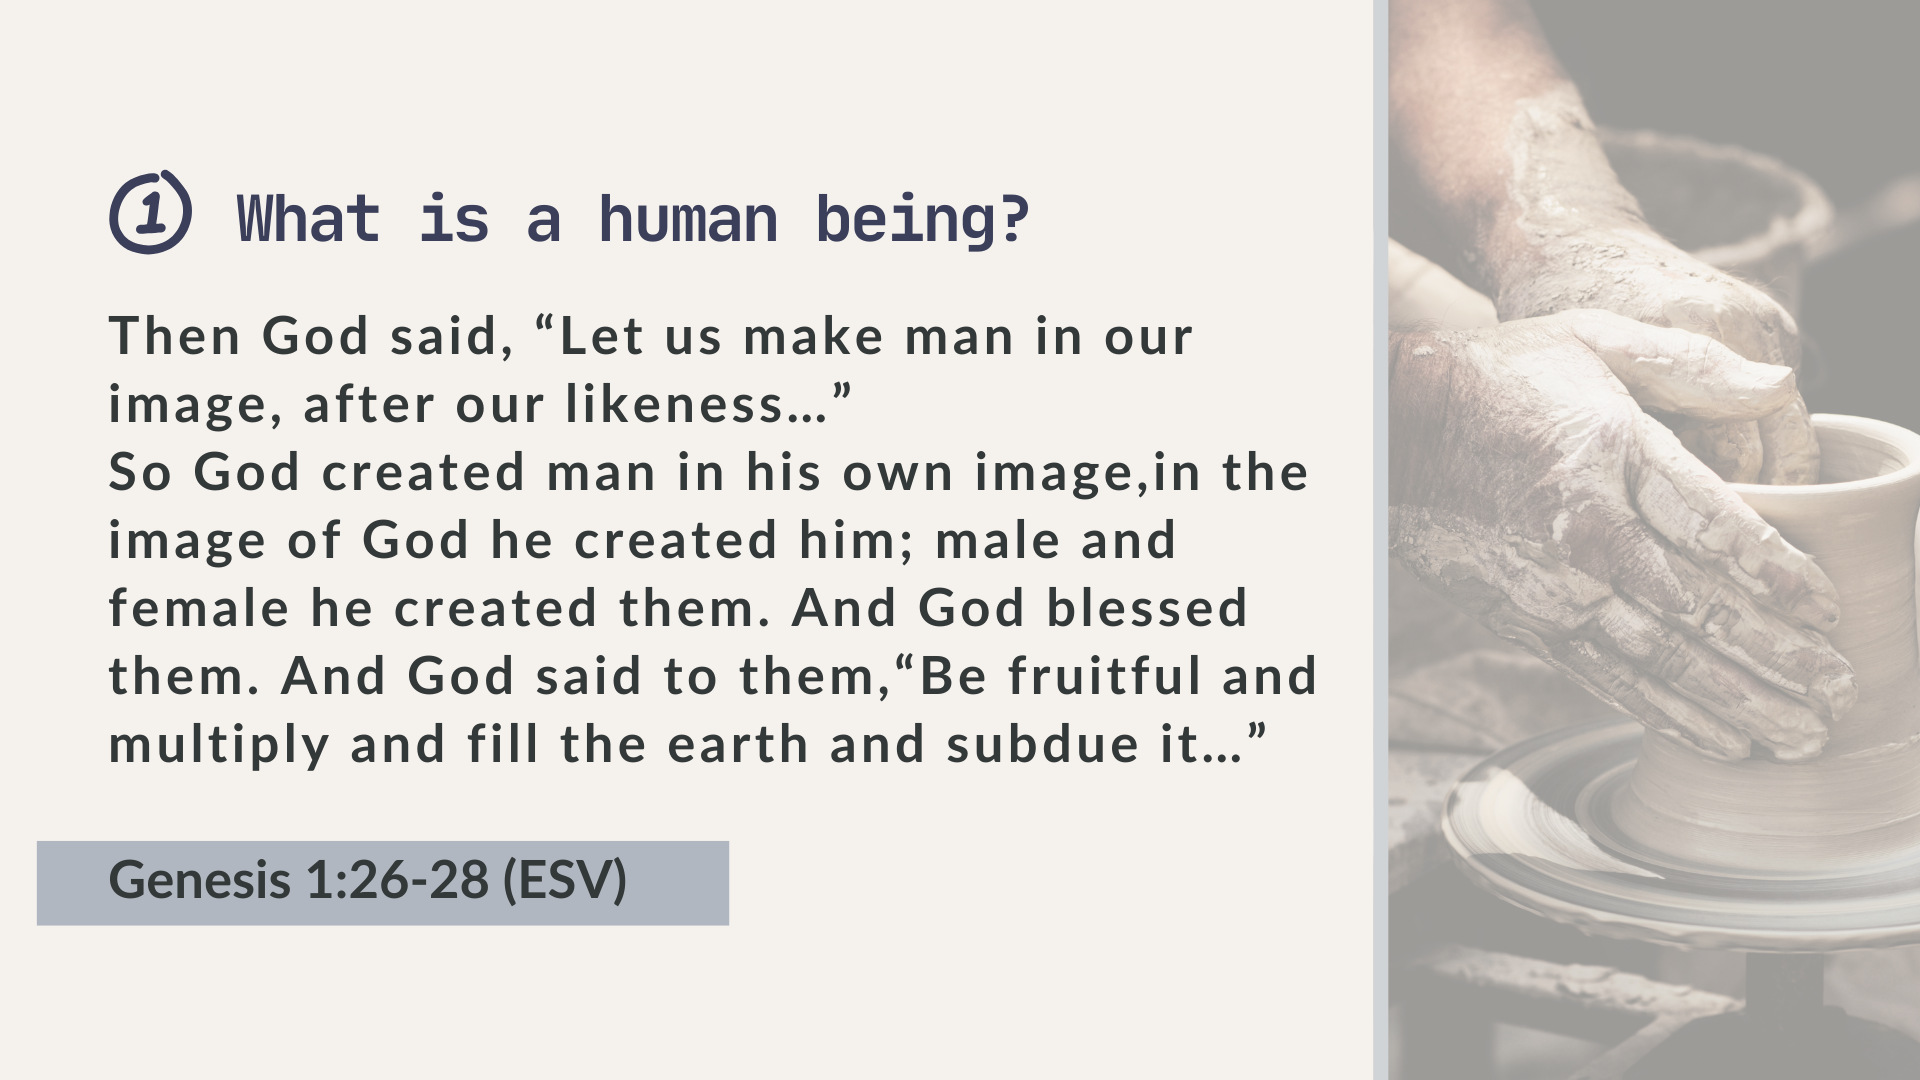 1 What is a human being?
Then God said, “Let us make man in our
image, after our likeness…”
So God created man in his own image,in the
image of God he created him; male and
female he created them. And God blessed
them. And God said to them,“Be fruitful and
multiply and fill the earth and subdue it…”
Genesis 1:26-28 (ESV)